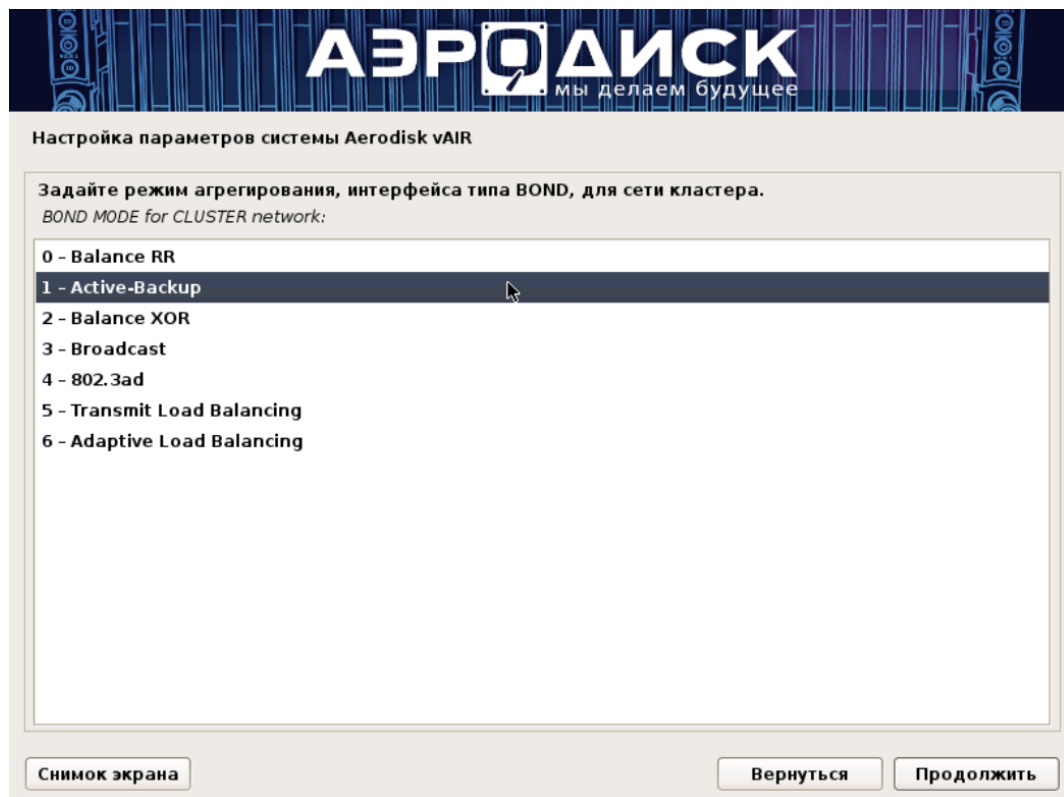 АЭРОДИСК
мы делаем будущее
Настройка параметров системы Aerodisk vAIR
Задайте режим агрегирования, интерфейса типа BOND, для сети кластера.
BOND MODE for CLUSTER network:
0 – Balance RR
1 – Active-Backup
2 – Balance XOR
3 – Broadcast
4 – 802.3ad
5 – Transmit Load Balancing
6 – Adaptive Load Balancing
Снимок экрана
Вернуться
Продолжить